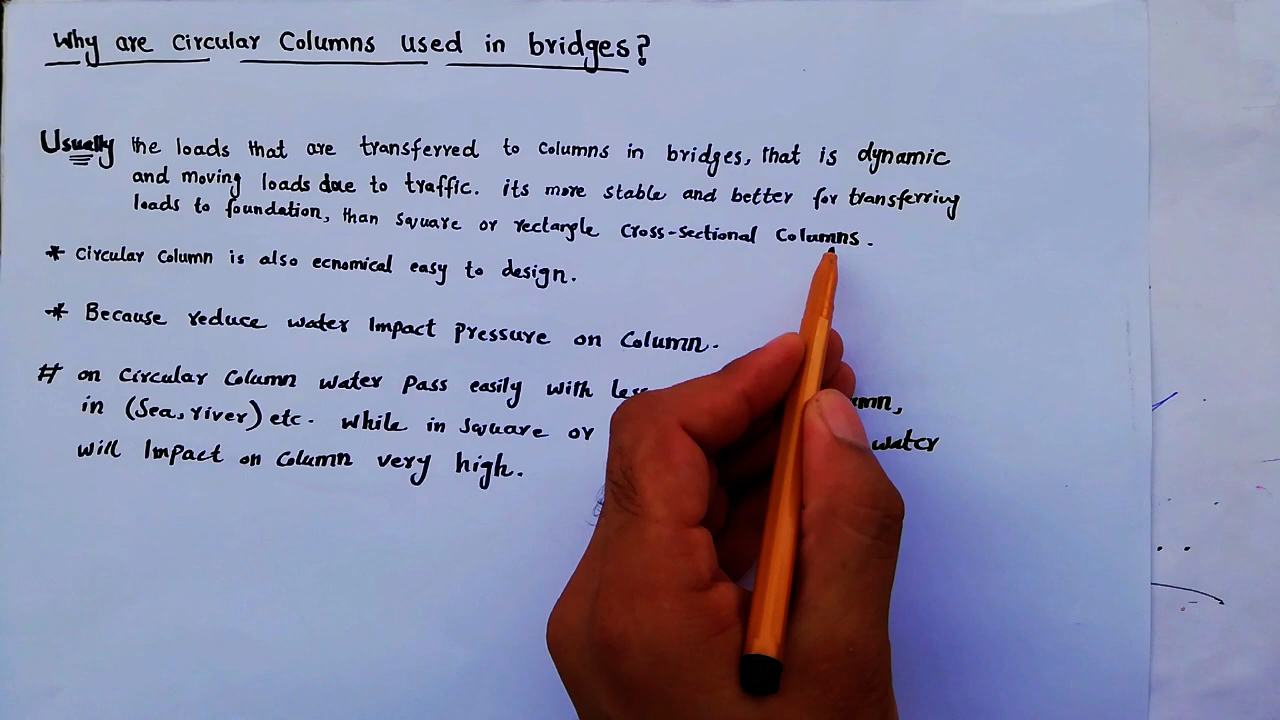 Why are circular Columns used in bridges?
Usually the loads that are transferred to columns in bridges, that is dynamic
and moving loads due to traffic. its more stable and better for transferring
loads to foundation, than square or rectangle cross-sectional Columns.
* circular column is also ecnomical easy to design.
* Because reduce water Impact pressure on Column.
# on circular column water pass easily with
in (sea, river) etc. while in square or water
will Impact on column very high.